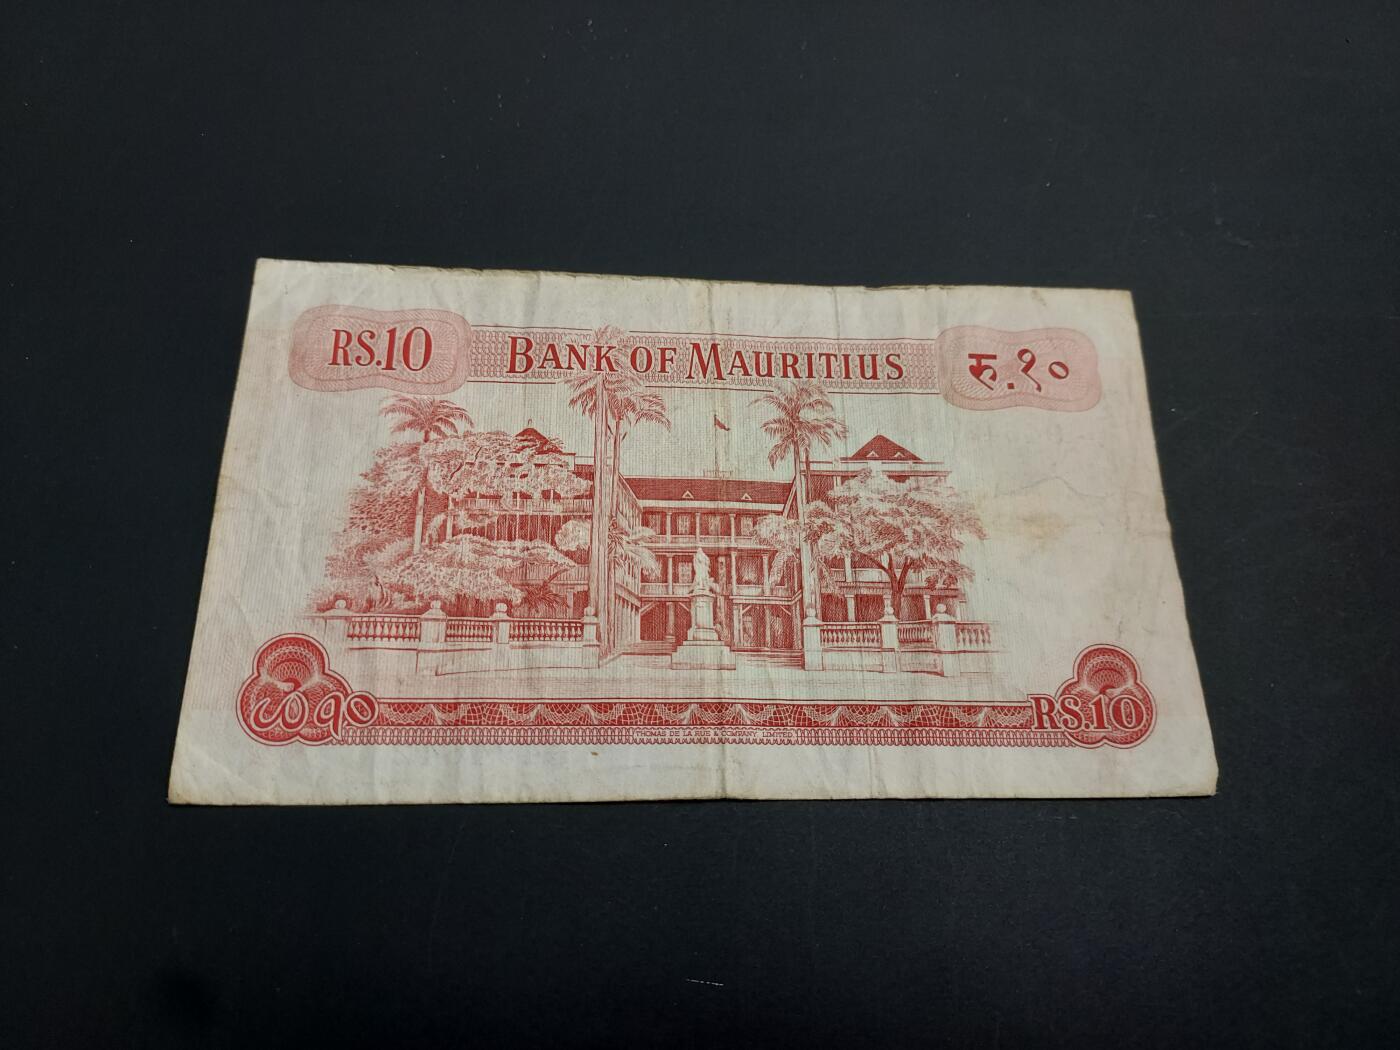 RS.10
BANK OF MAURITIUS
रु.१०
RS.10
THOMAS DE LA RUE & COMPANY LIMITED